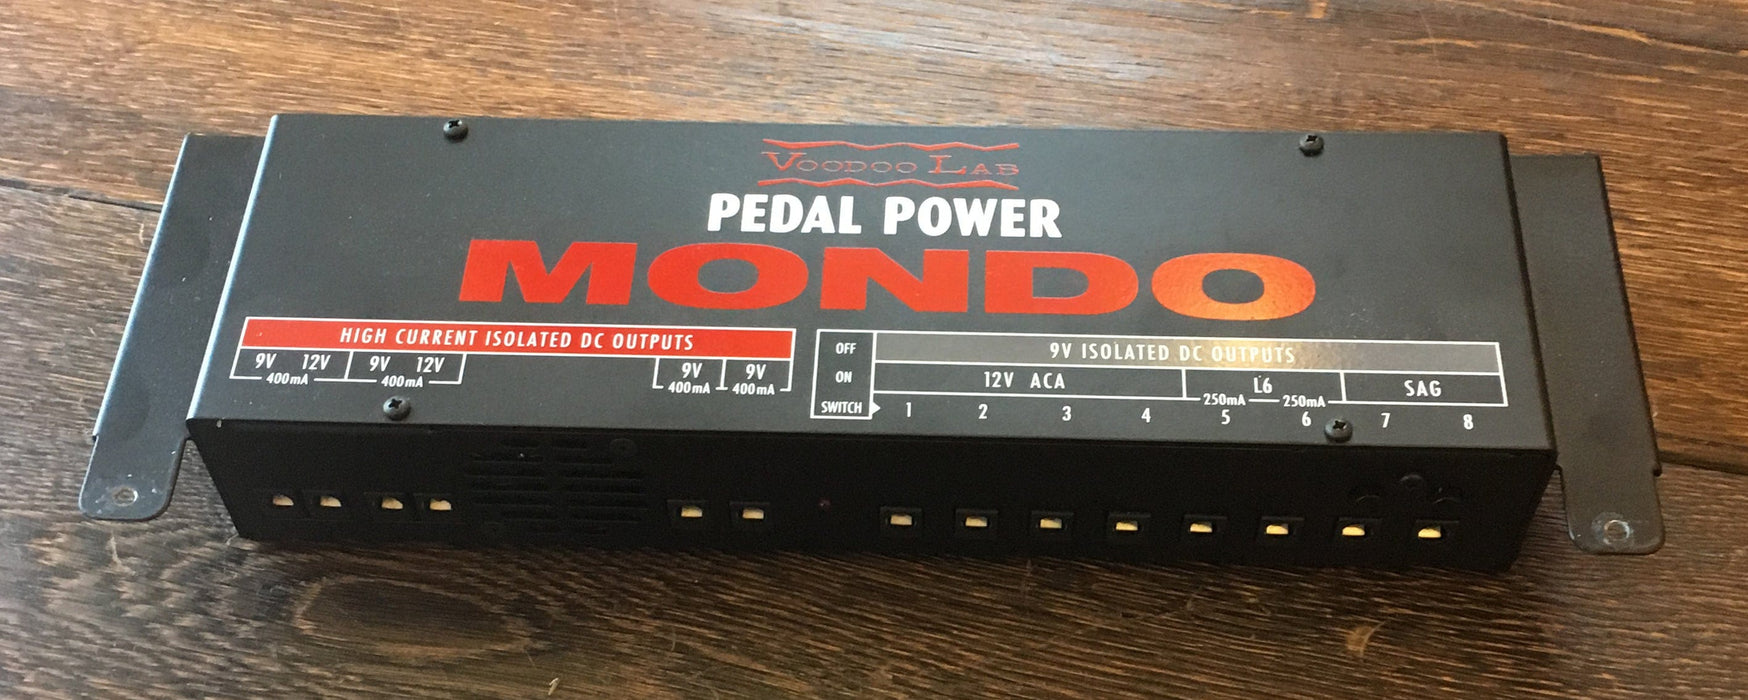 VOODOO LAB
PEDAL POWER
MONDO
HIGH CURRENT ISOLATED DC OUTPUTS
9V 12V 9V 12V 9V 9V
400mA 400mA 400mA 400mA
OFF 9V ISOLATED DC OUTPUTS
ON 12V ACA L6 SAG
250mA 250mA
SWITCH 1 2 3 4 5 6 7 8